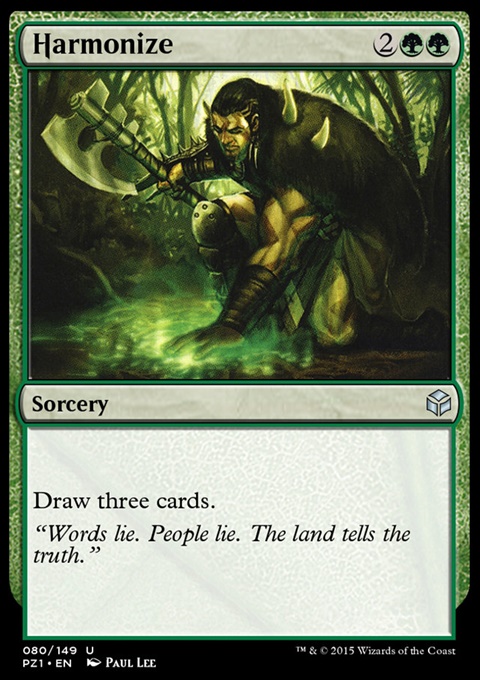 Harmonize 2
Sorcery
Draw three cards.
“Words lie. People lie. The land tells the
truth.”
080/149 U
PZ1 • EN Paul Lee
™ & © 2015 Wizards of the Coast